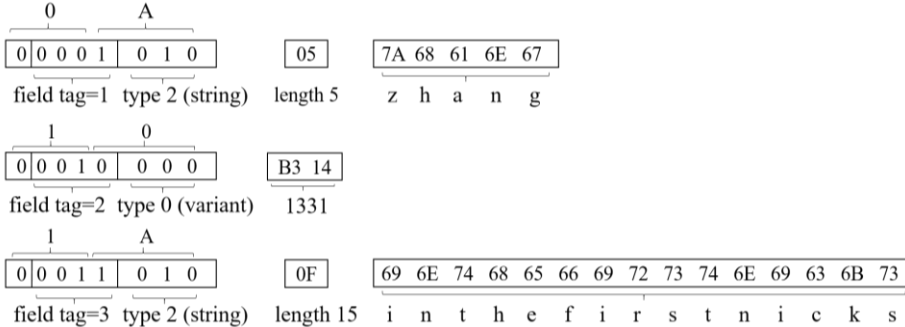 0 A
0 0 0 0 1 0 1 0 05 7A 68 61 6E 67
field tag=1 type 2 (string) length 5 z h a n g
1 0
0 0 0 1 0 0 0 0 B3 14
field tag=2 type 0 (variant) 1331
1 A
0 0 0 1 1 0 1 0 0F 69 6E 74 68 65 66 69 72 73 74 6E 69 63 6B 73
field tag=3 type 2 (string) length 15 i n t h e f i r s t n i c k s